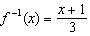 f⁻¹(x) = (x + 1)/3